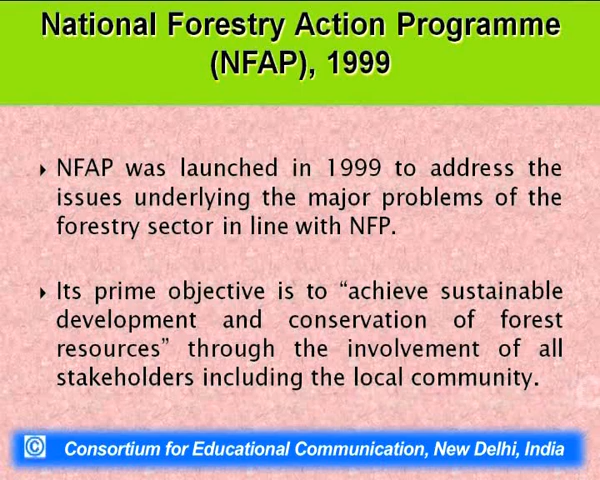 National Forestry Action Programme
(NFAP), 1999
NFAP was launched in 1999 to address the
issues underlying the major problems of the
forestry sector in line with NFP.
Its prime objective is to “achieve sustainable
development and conservation of forest
resources” through the involvement of all
stakeholders including the local community.
© Consortium for Educational Communication, New Delhi, India